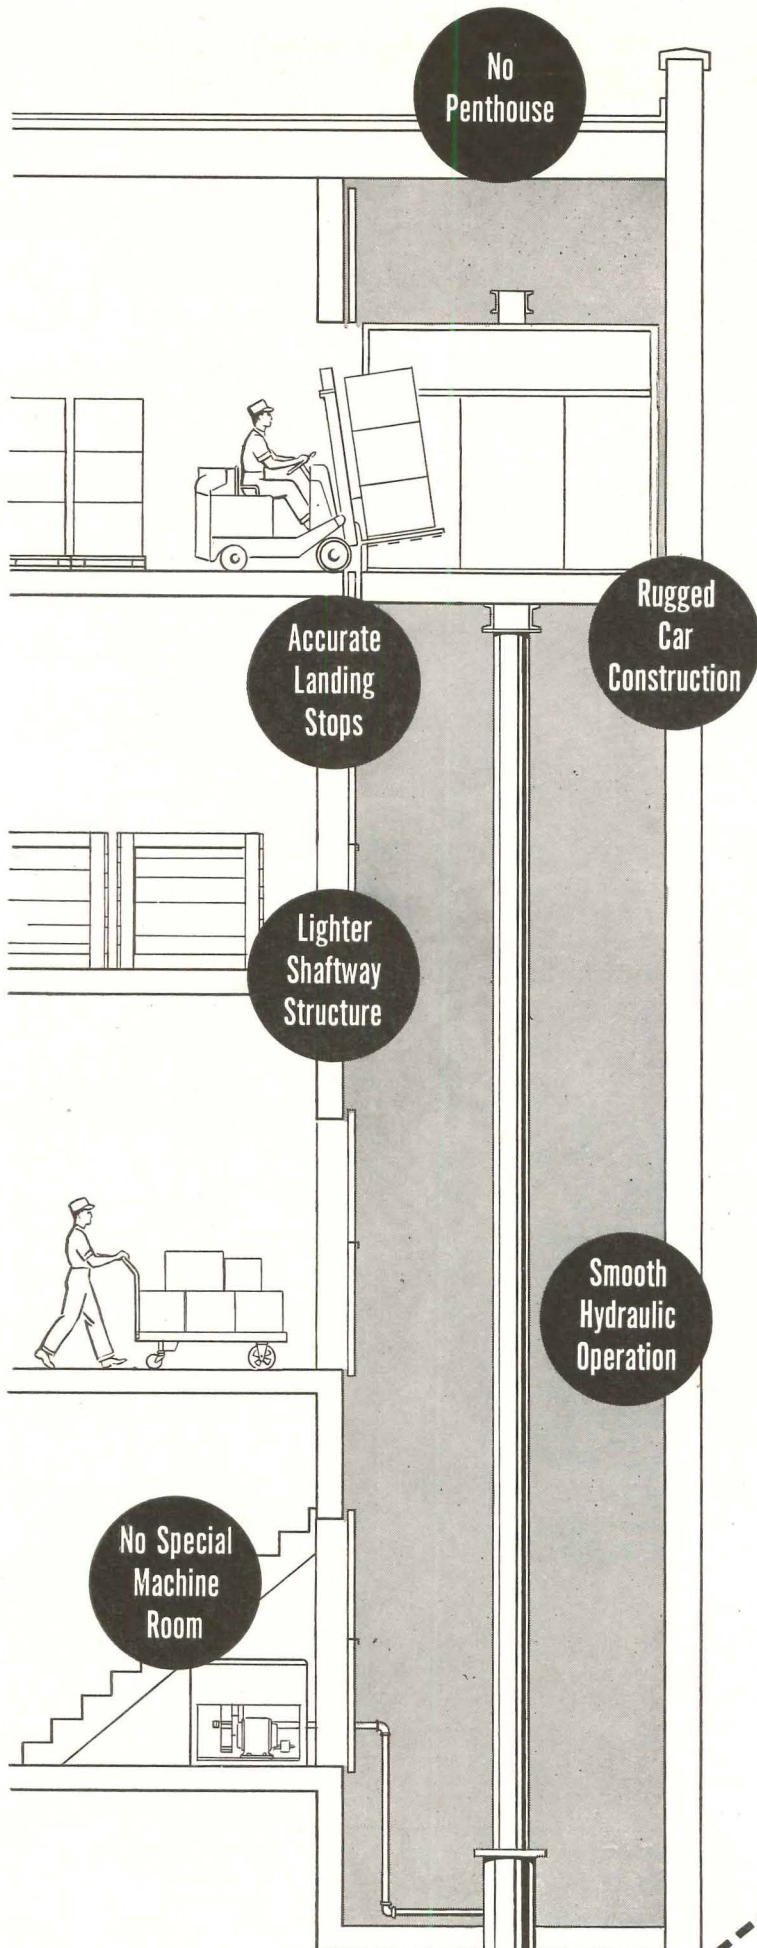 No
Penthouse
Rugged
Car
Construction
Accurate
Landing
Stops
Lighter
Shaftway
Structure
Smooth
Hydraulic
Operation
No Special
Machine
Room